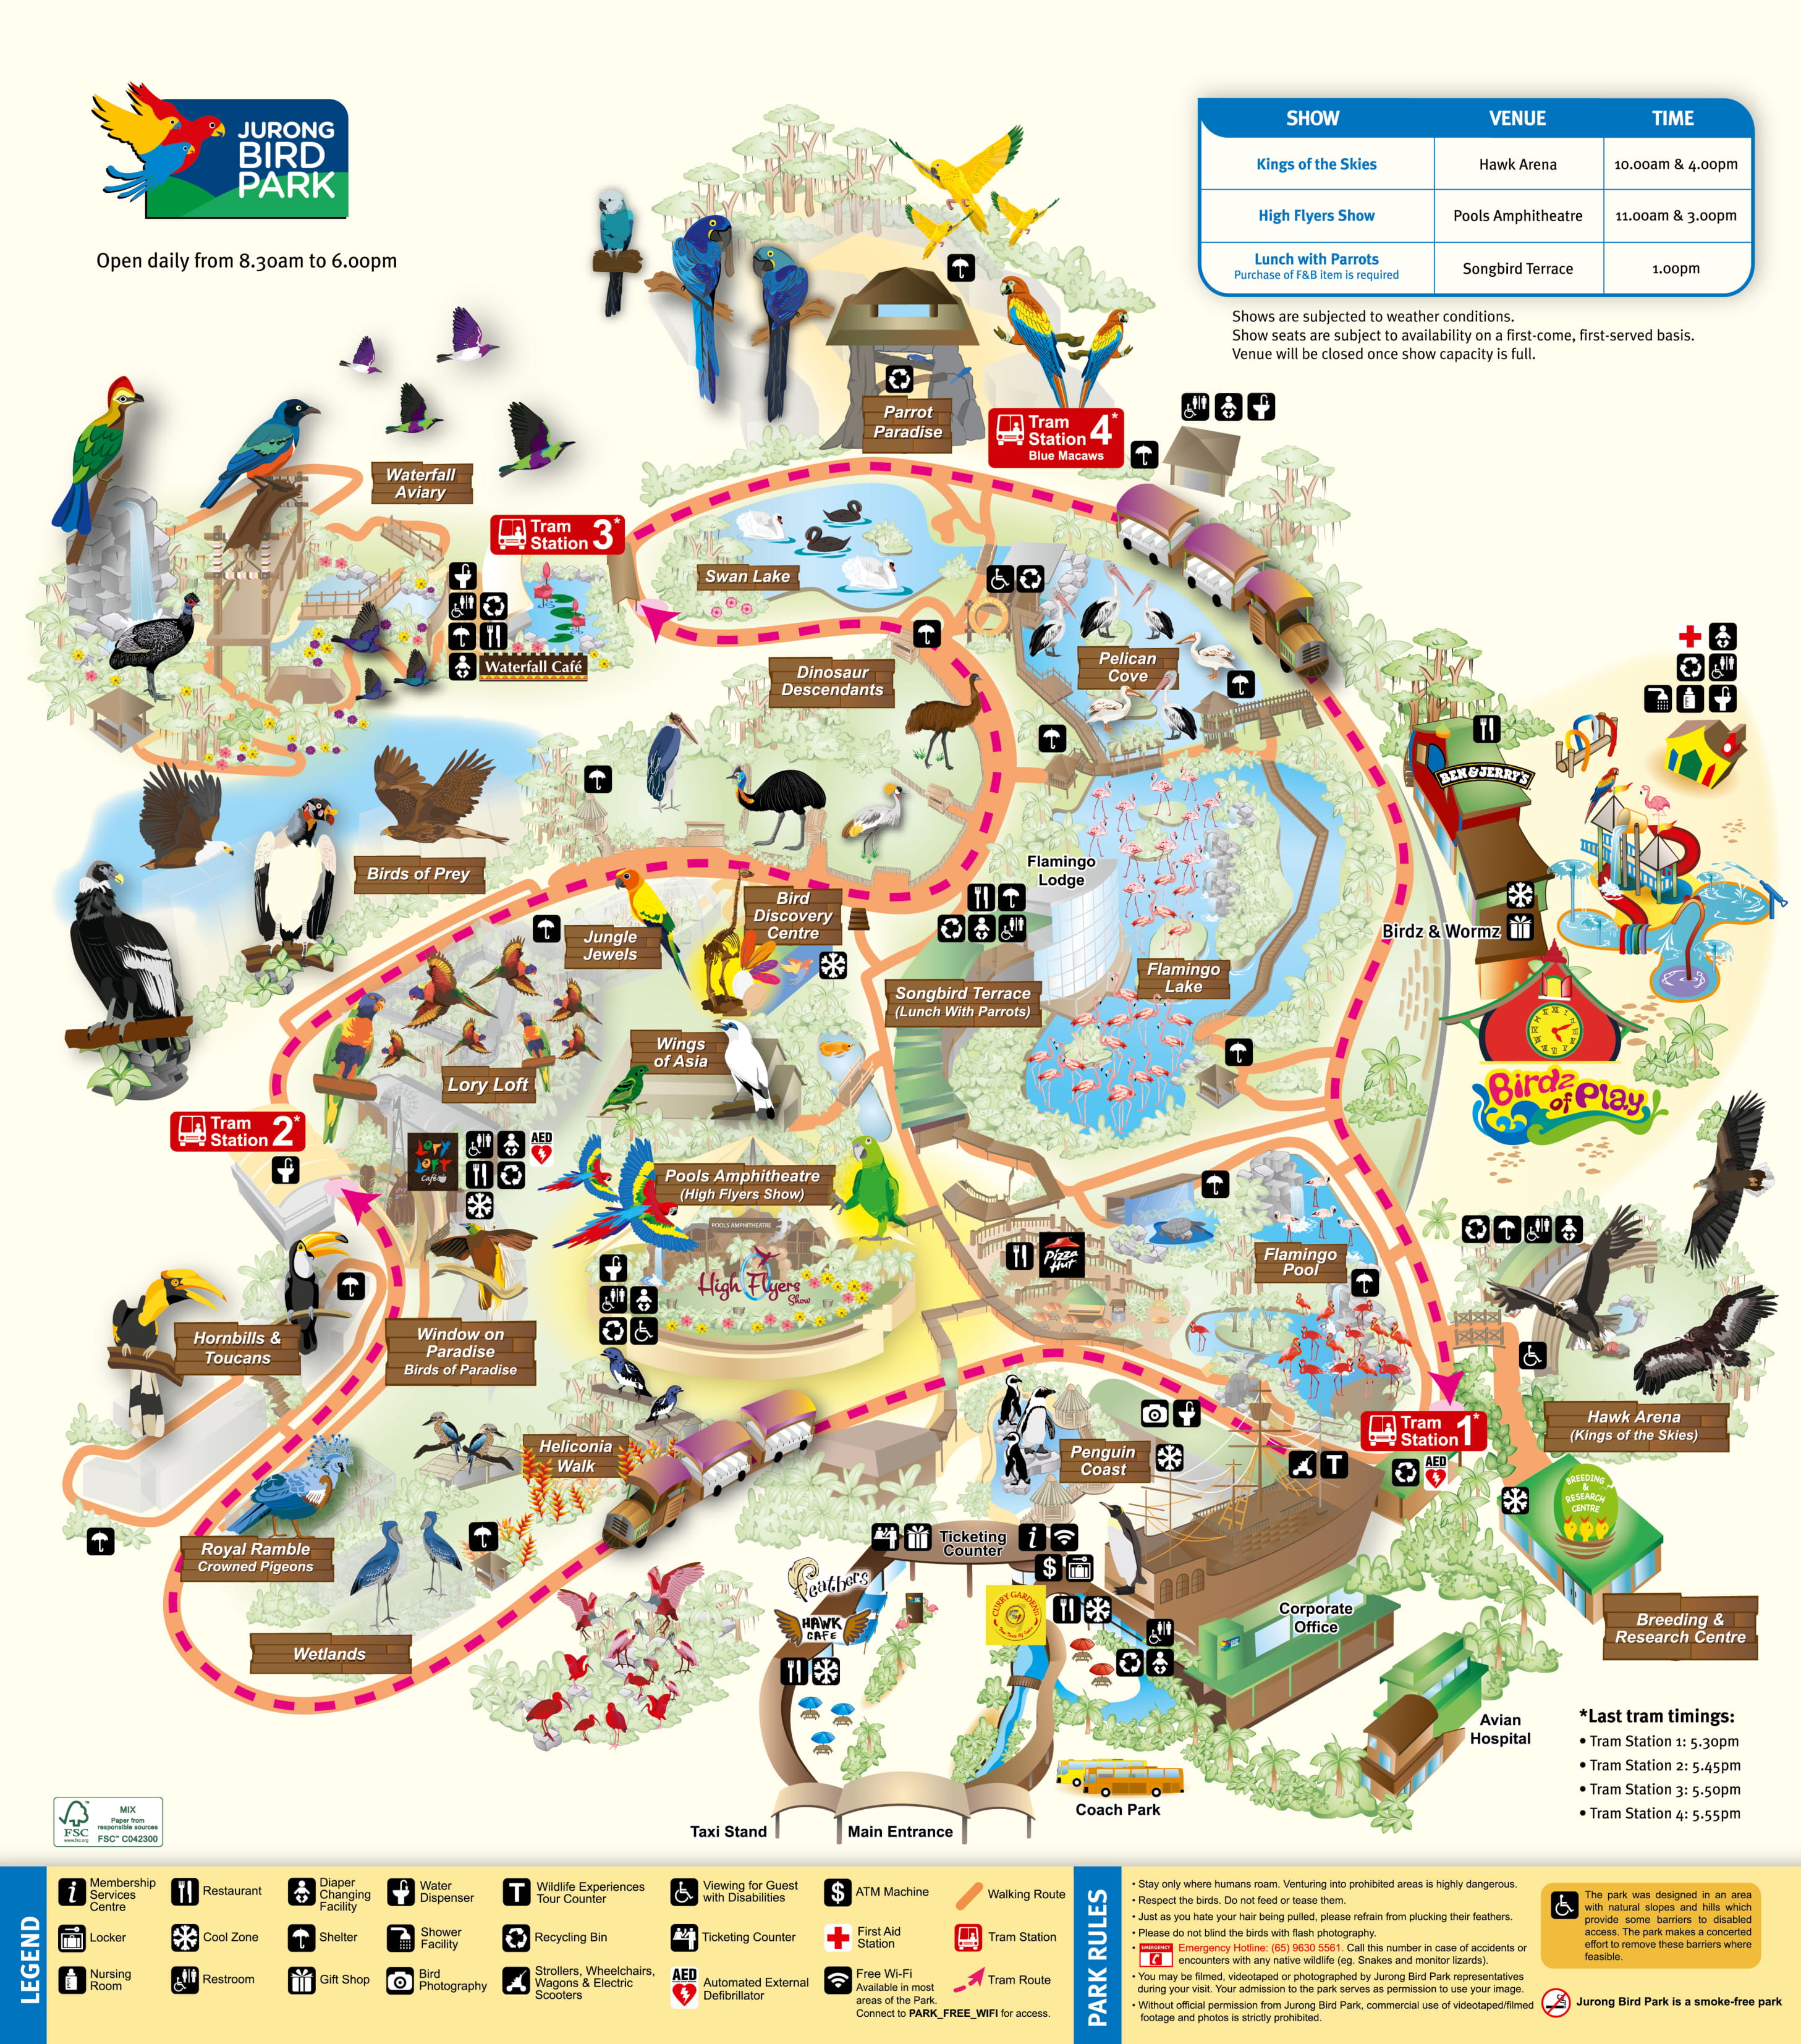 JURONG
BIRD
PARK
Open daily from 8.30am to 6.00pm
SHOW VENUE TIME
Kings of the Skies Hawk Arena 10.00am & 4.00pm
High Flyers Show Pools Amphitheatre 11.00am & 3.00pm
Lunch with Parrots
Purchase of F&B item is required Songbird Terrace 1.00pm
Shows are subjected to weather conditions.
Show seats are subject to availability on a first-come, first-served basis.
Venue will be closed once show capacity is full.
Parrot
Paradise
Tram
Station 4*
Blue Macaws
Waterfall
Aviary
Tram
Station 3*
Swan Lake
Waterfall Café
Pelican
Cove
Dinosaur
Descendants
BEN & JERRY'S
Birds of Prey
Flamingo
Lodge
Bird
Discovery
Centre
Jungle
Jewels
Birdz & Wormz
Flamingo
Lake
Songbird Terrace
(Lunch With Parrots)
Wings
of Asia
Lory Loft
Birdz
of Play
Tram
Station 2*
Lory
Loft
Café
AED
Pools Amphitheatre
(High Flyers Show)
POOLS AMPHITHEATRE
High Flyers
Show
Pizza
Hut
Flamingo
Pool
Hornbills &
Toucans
Window on
Paradise
Birds of Paradise
Hawk Arena
(Kings of the Skies)
Tram
Station 1*
Heliconia
Walk
Penguin
Coast
T
AED
BREEDING
&
RESEARCH
CENTRE
Royal Ramble
Crowned Pigeons
Ticketing
Counter
i
$
Feathers
HAWK
CAFE
CURRY GARDENN
Corporate
Office
Breeding &
Research Centre
Wetlands
Avian
Hospital
*Last tram timings:
• Tram Station 1: 5.30pm
• Tram Station 2: 5.45pm
• Tram Station 3: 5.50pm
• Tram Station 4: 5.55pm
Coach Park
Taxi Stand
Main Entrance
FSC
www.fsc.org
MIX
Paper from
responsible sources
FSC™ C042300
LEGEND
i Membership
Services
Centre
Restaurant
Diaper
Changing
Facility
Water
Dispenser
T Wildlife Experiences
Tour Counter
Viewing for Guest
with Disabilities
$ ATM Machine
Walking Route
Locker
Cool Zone
Shelter
Shower
Facility
Recycling Bin
Ticketing Counter
First Aid
Station
Tram Station
Nursing
Room
Restroom
Gift Shop
Bird
Photography
Strollers, Wheelchairs,
Wagons & Electric
Scooters
AED Automated External
Defibrillator
Free Wi-Fi
Available in most
areas of the Park.
Connect to PARK_FREE_WIFI for access.
Tram Route
PARK RULES
• Stay only where humans roam. Venturing into prohibited areas is highly dangerous.
• Respect the birds. Do not feed or tease them.
• Just as you hate your hair being pulled, please refrain from plucking their feathers.
• Please do not blind the birds with flash photography.
• EMERGENCY Emergency Hotline: (65) 9630 5561. Call this number in case of accidents or
encounters with any native wildlife (eg. Snakes and monitor lizards).
• You may be filmed, videotaped or photographed by Jurong Bird Park representatives
during your visit. Your admission to the park serves as permission to use your image.
• Without official permission from Jurong Bird Park, commercial use of videotaped/filmed
footage and photos is strictly prohibited.
The park was designed in an area
with natural slopes and hills which
provide some barriers to disabled
access. The park makes a concerted
effort to remove these barriers where
feasible.
Jurong Bird Park is a smoke-free park